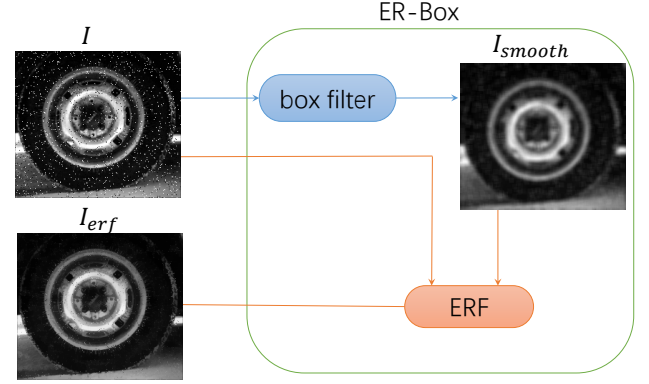 ER-Box
I
I_smooth
box filter
I_erf
ERF